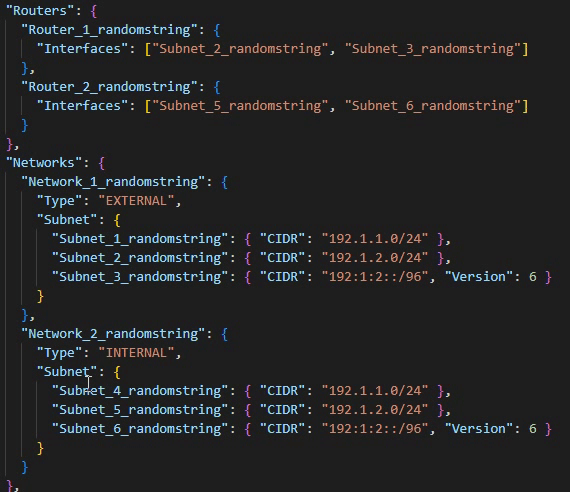 "Routers": {
  "Router_1_randomstring": {
    "Interfaces": ["Subnet_2_randomstring", "Subnet_3_randomstring"]
  },
  "Router_2_randomstring": {
    "Interfaces": ["Subnet_5_randomstring", "Subnet_6_randomstring"]
  }
},
"Networks": {
  "Network_1_randomstring": {
    "Type": "EXTERNAL",
    "Subnet": {
      "Subnet_1_randomstring": { "CIDR": "192.1.1.0/24" },
      "Subnet_2_randomstring": { "CIDR": "192.1.2.0/24" },
      "Subnet_3_randomstring": { "CIDR": "192:1:2::/96", "Version": 6 }
    }
  },
  "Network_2_randomstring": {
    "Type": "INTERNAL",
    "Subnet": {
      "Subnet_4_randomstring": { "CIDR": "192.1.1.0/24" },
      "Subnet_5_randomstring": { "CIDR": "192.1.2.0/24" },
      "Subnet_6_randomstring": { "CIDR": "192:1:2::/96", "Version": 6 }
    }
  }
},